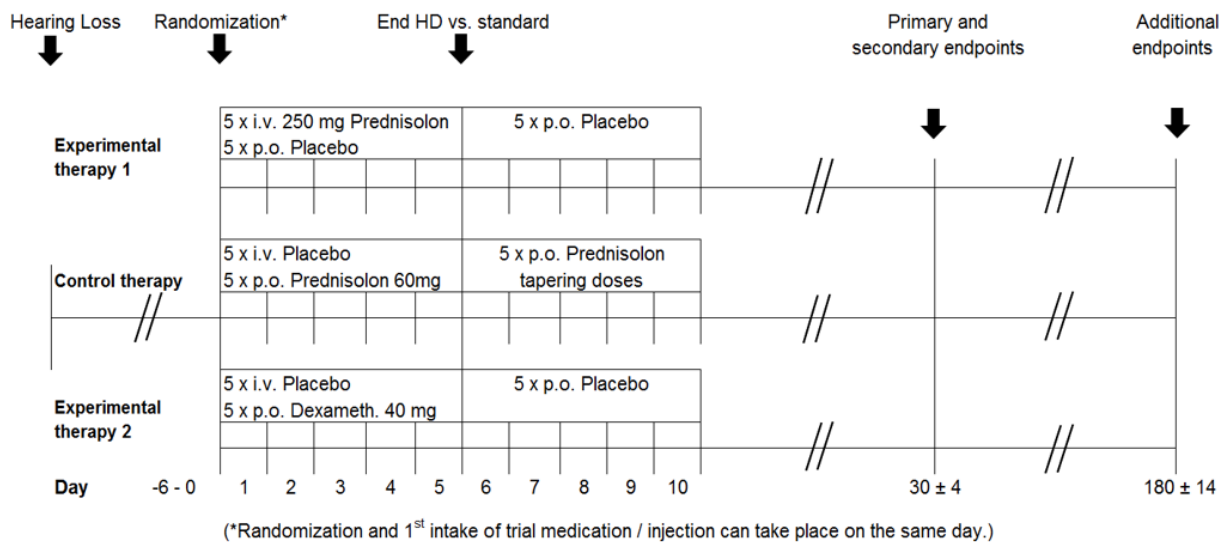 Hearing Loss
Randomization*
End HD vs. standard
Primary and
secondary endpoints
Additional
endpoints
Experimental
therapy 1
5 x i.v. 250 mg Prednisolon
5 x p.o. Placebo
5 x p.o. Placebo
Control therapy
5 x i.v. Placebo
5 x p.o. Prednisolon 60mg
5 x p.o. Prednisolon
tapering doses
Experimental
therapy 2
5 x i.v. Placebo
5 x p.o. Dexameth. 40 mg
5 x p.o. Placebo
Day -6 - 0 1 2 3 4 5 6 7 8 9 10 30 ± 4 180 ± 14
(*Randomization and 1st intake of trial medication / injection can take place on the same day.)